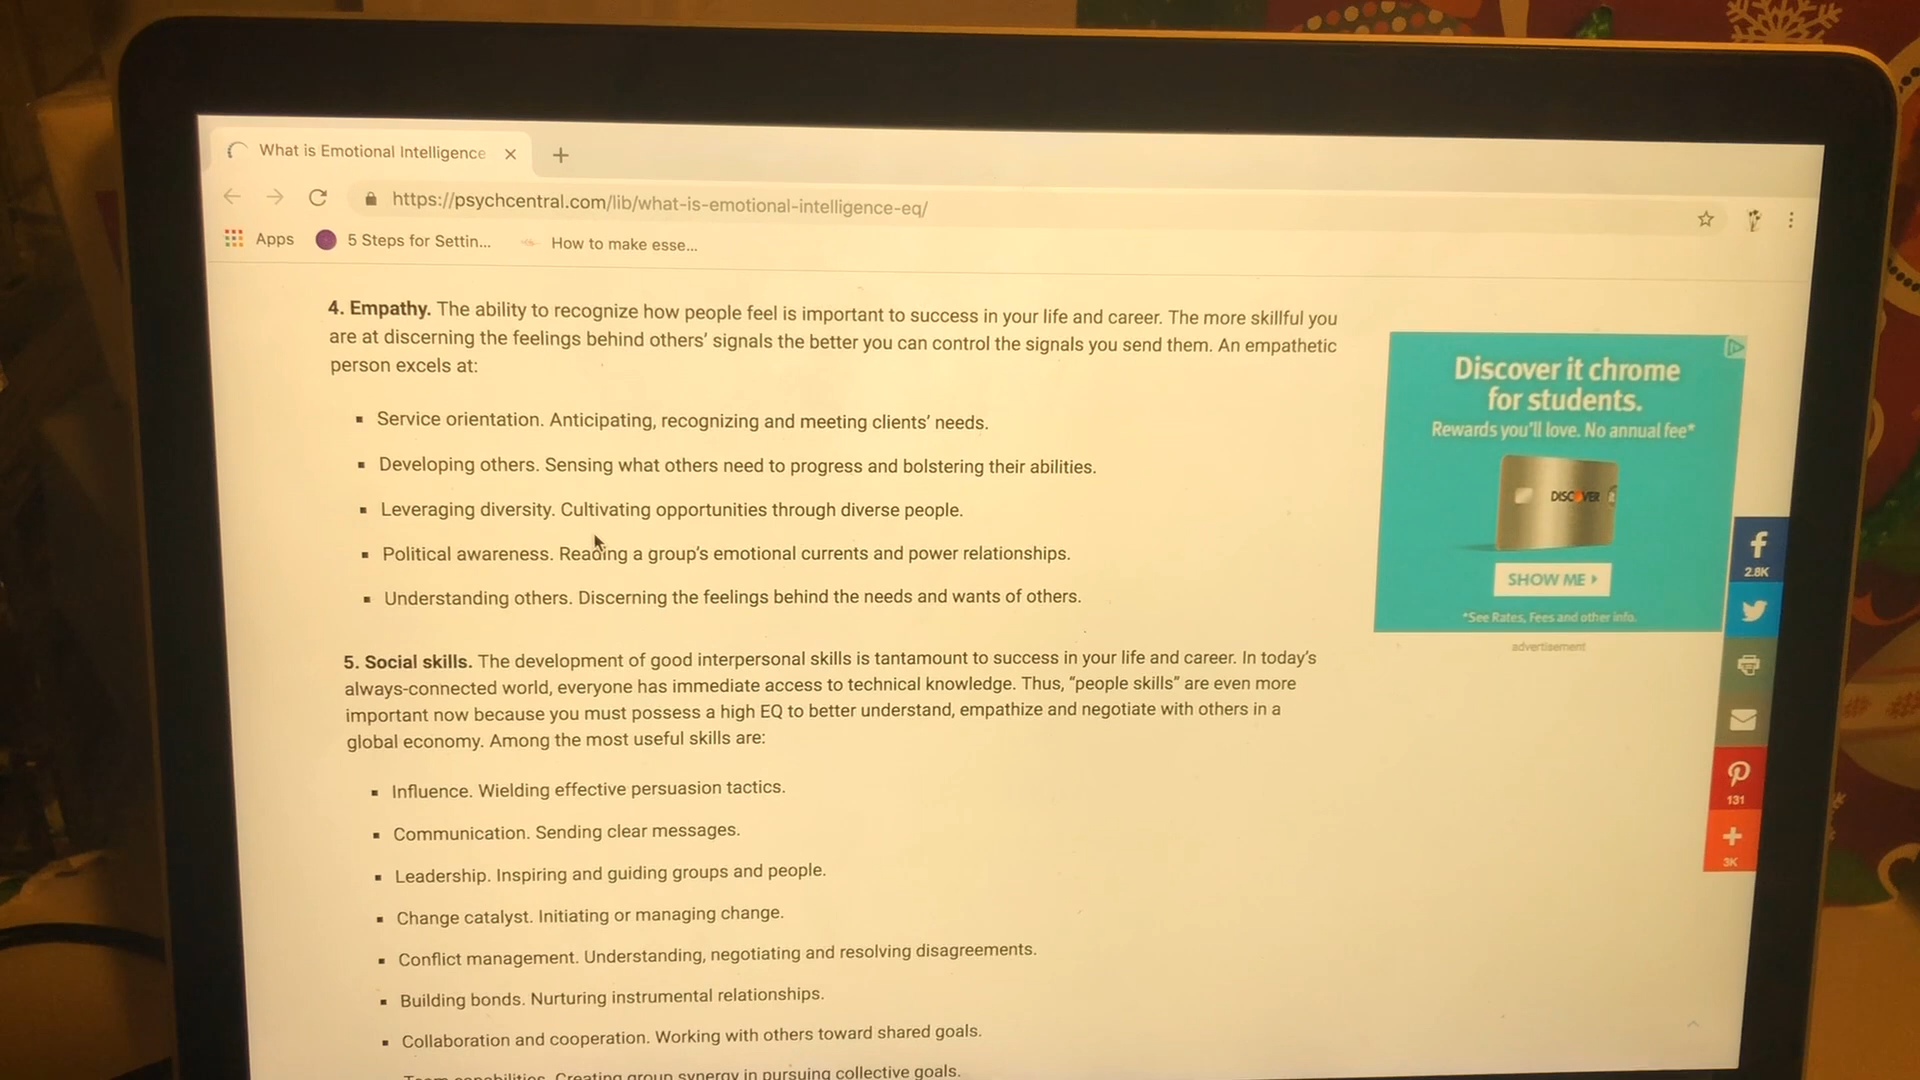 What is Emotional Intelligence
https://psychcentral.com/lib/what-is-emotional-intelligence-eq/
Apps
5 Steps for Settin...
How to make esse...
4. Empathy. The ability to recognize how people feel is important to success in your life and career. The more skillful you
are at discerning the feelings behind others’ signals the better you can control the signals you send them. An empathetic
person excels at:
▪ Service orientation. Anticipating, recognizing and meeting clients’ needs.
▪ Developing others. Sensing what others need to progress and bolstering their abilities.
▪ Leveraging diversity. Cultivating opportunities through diverse people.
▪ Political awareness. Reading a group’s emotional currents and power relationships.
▪ Understanding others. Discerning the feelings behind the needs and wants of others.
5. Social skills. The development of good interpersonal skills is tantamount to success in your life and career. In today’s
always-connected world, everyone has immediate access to technical knowledge. Thus, “people skills” are even more
important now because you must possess a high EQ to better understand, empathize and negotiate with others in a
global economy. Among the most useful skills are:
▪ Influence. Wielding effective persuasion tactics.
▪ Communication. Sending clear messages.
▪ Leadership. Inspiring and guiding groups and people.
▪ Change catalyst. Initiating or managing change.
▪ Conflict management. Understanding, negotiating and resolving disagreements.
▪ Building bonds. Nurturing instrumental relationships.
▪ Collaboration and cooperation. Working with others toward shared goals.
Team capabilities. Creating group synergy in pursuing collective goals.
Discover it chrome
for students.
Rewards you'll love. No annual fee*
DISCOVER
SHOW ME
*See Rates, Fees and other info.
advertisement
2.8K
131
3K